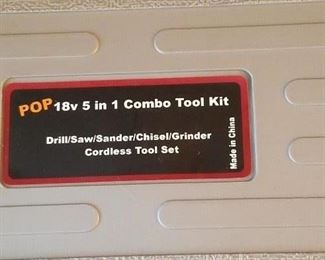 POP 18v 5 in 1 Combo Tool Kit
Drill/Saw/Sander/Chisel/Grinder
Cordless Tool Set
Made in China